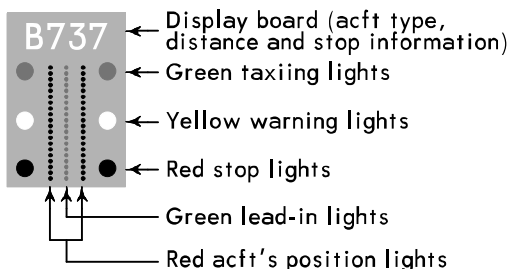 B737
Display board (acft type,
distance and stop information)
Green taxiing lights
Yellow warning lights
Red stop lights
Green lead-in lights
Red acft's position lights